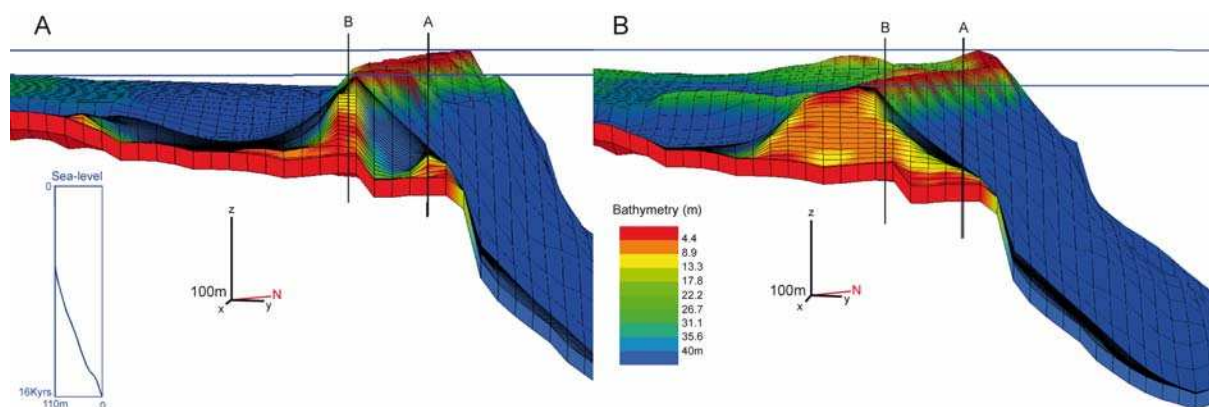 A
B
A
B
B
A
Sea-level
0
16Kyrs
110m
0
z
100m
N
x
y
Bathymetry (m)
4.4
8.9
13.3
17.8
22.2
26.7
31.1
35.6
40m
z
100m
N
x
y